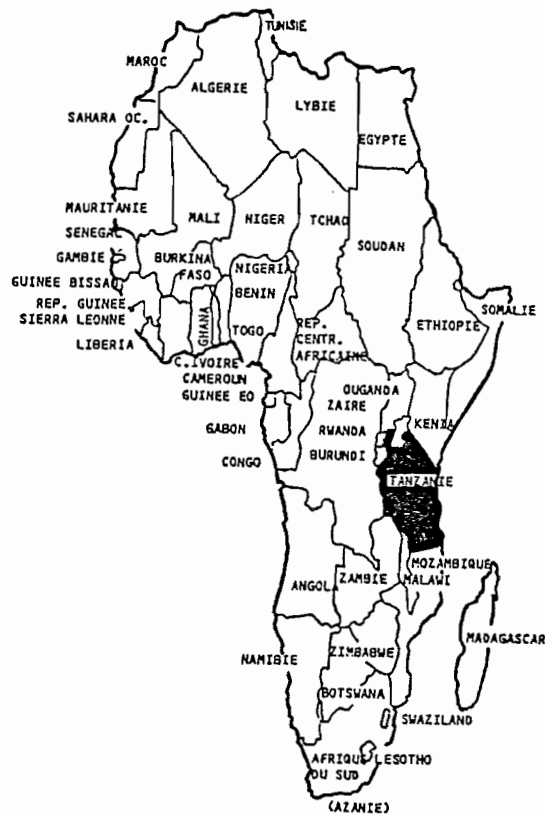 TUNISIE
MAROC
ALGERIE
LYBIE
SAHARA OC.
EGYPTE
MAURITANIE
MALI
NIGER
TCHAD
SENEGAL
SOUDAN
GAMBIE
BURKINA
FASO
NIGERIA
GUINEE BISSAU
BENIN
REP. GUINEE
SOMALIE
SIERRA LEONNE
GHANA
TOGO
REP.
CENTR.
AFRICAINE
ETHIOPIE
LIBERIA
C.IVOIRE
CAMEROUN
GUINEE EO
OUGANDA
ZAIRE
KENIA
GABON
RWANDA
BURUNDI
CONGO
TANZANIE
MOZAMBIQUE
ANGOLA
ZAMBIE
MALAWI
MADAGASCAR
NAMIBIE
ZIMBABWE
BOTSWANA
SWAZILAND
AFRIQUE
DU SUD
LESOTHO
(AZANIE)